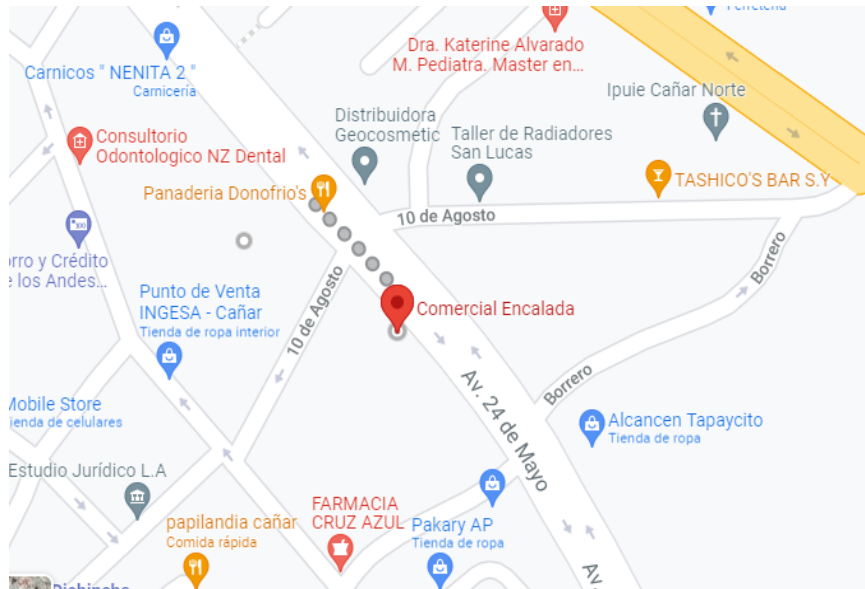 Ferretería
Dra. Katerine Alvarado
M. Pediatra. Master en...
Carnicos " NENITA 2 "
Carnicería
Ipuie Cañar Norte
Distribuidora
Geocosmetic
Taller de Radiadores
San Lucas
Consultorio
Odontologico NZ Dental
Panaderia Donofrio's
TASHICO'S BAR S.Y
10 de Agosto
rro y Crédito
e los Andes...
Borrero
Punto de Venta
INGESA - Cañar
Tienda de ropa interior
10 de Agosto
Comercial Encalada
Borrero
Av. 24 de Mayo
Mobile Store
ienda de celulares
Alcancen Tapaycito
Tienda de ropa
Estudio Jurídico L.A
FARMACIA
CRUZ AZUL
papilandia cañar
Comida rápida
Pakary AP
Tienda de ropa
Av.